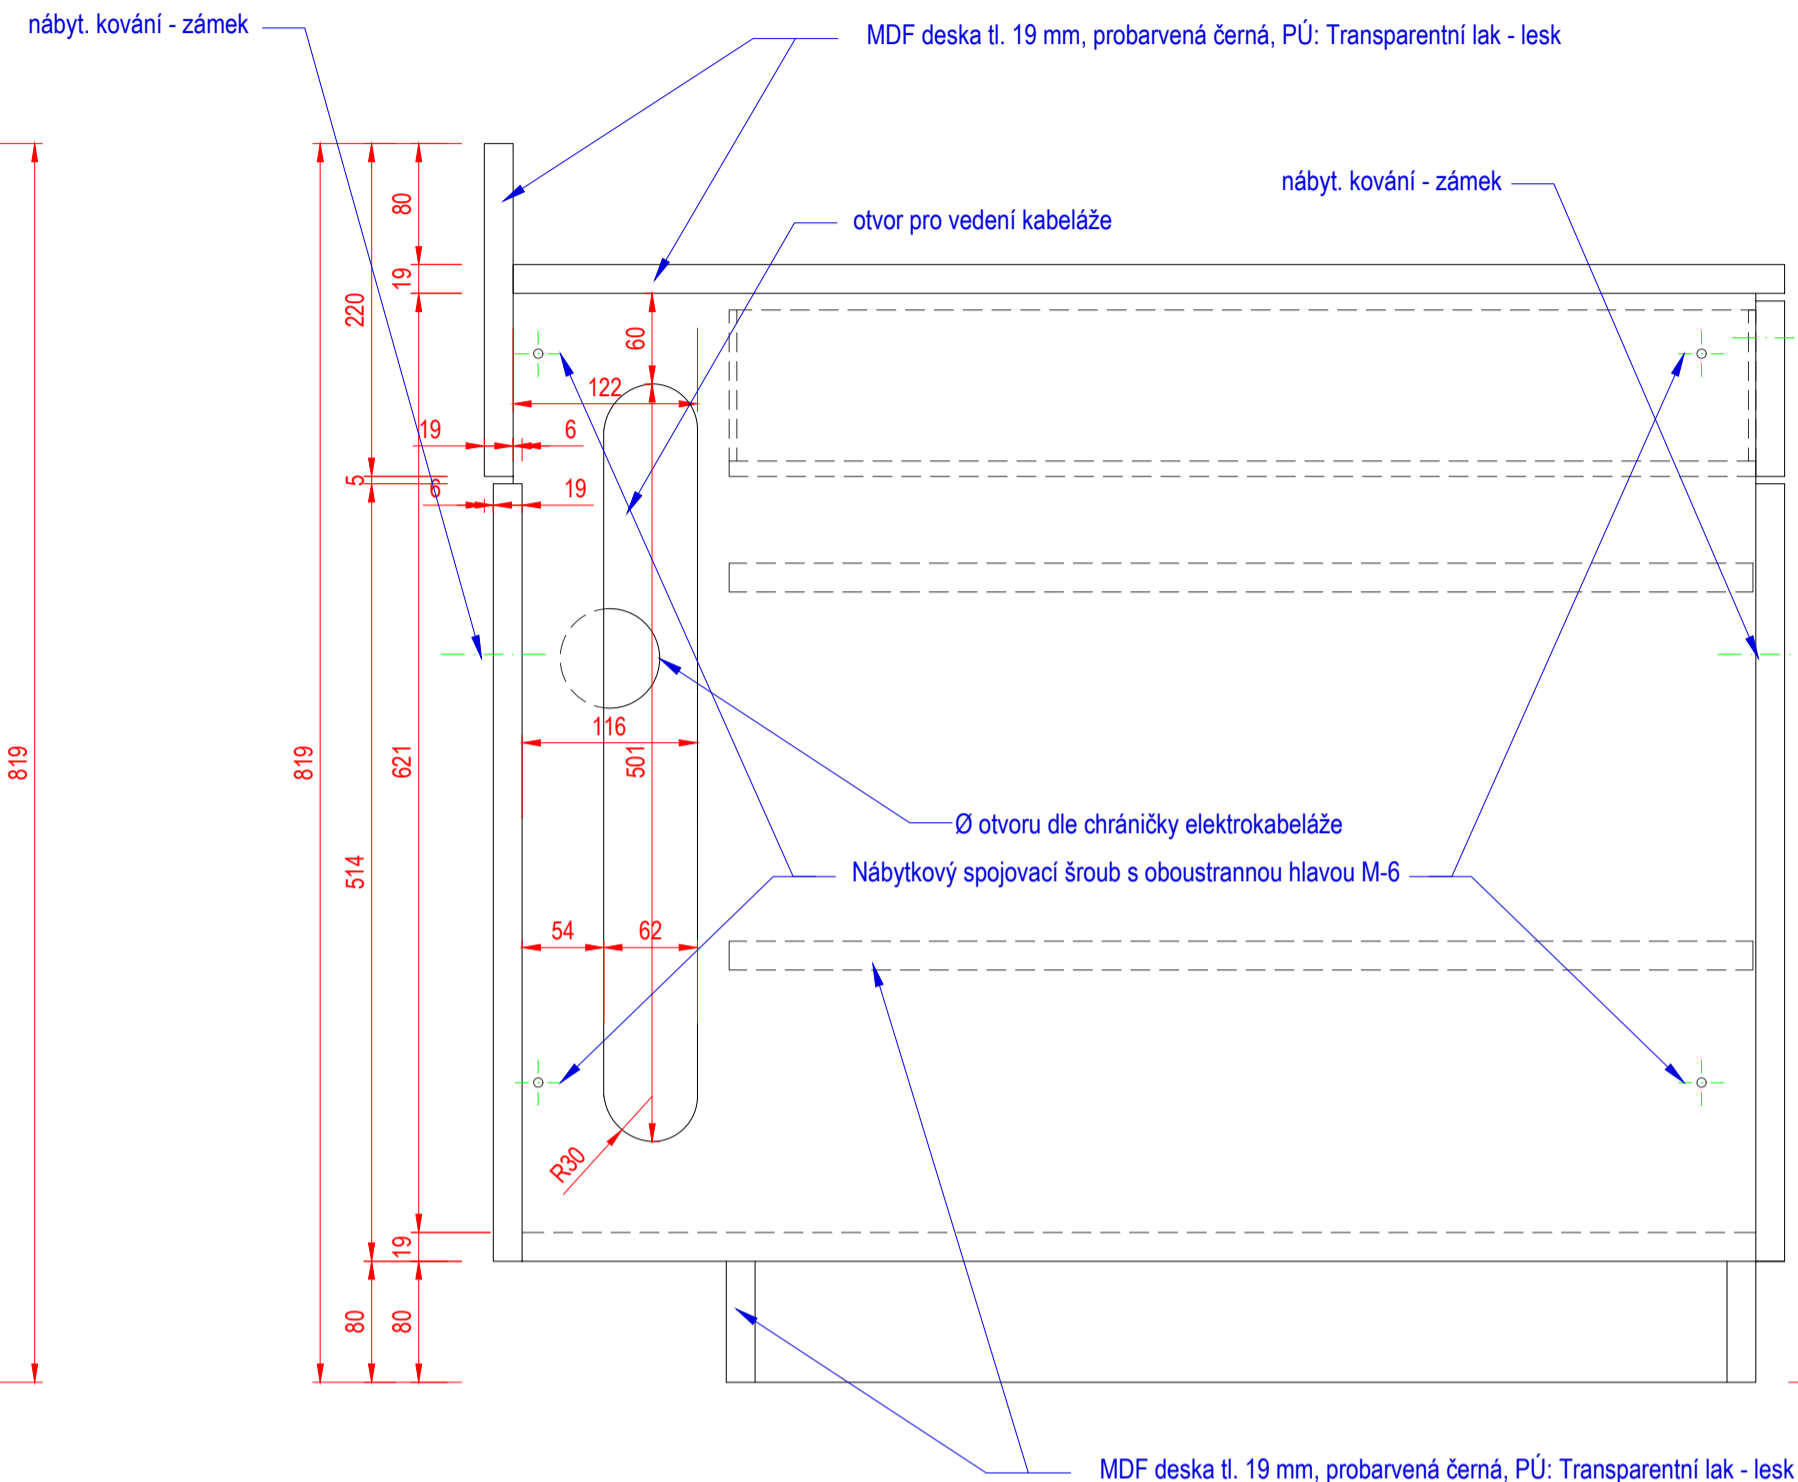 nábyt. kování - zámek
MDF deska tl. 19 mm, probarvená černá, PÚ: Transparentní lak - lesk
nábyt. kování - zámek
otvor pro vedení kabeláže
80
19
220
60
122
19
6
5
6
19
819
819
621
116
501
Ø otvoru dle chráničky elektrokabeláže
514
Nábytkový spojovací šroub s oboustrannou hlavou M-6
54
62
R30
19
80
80
MDF deska tl. 19 mm, probarvená černá, PÚ: Transparentní lak - lesk